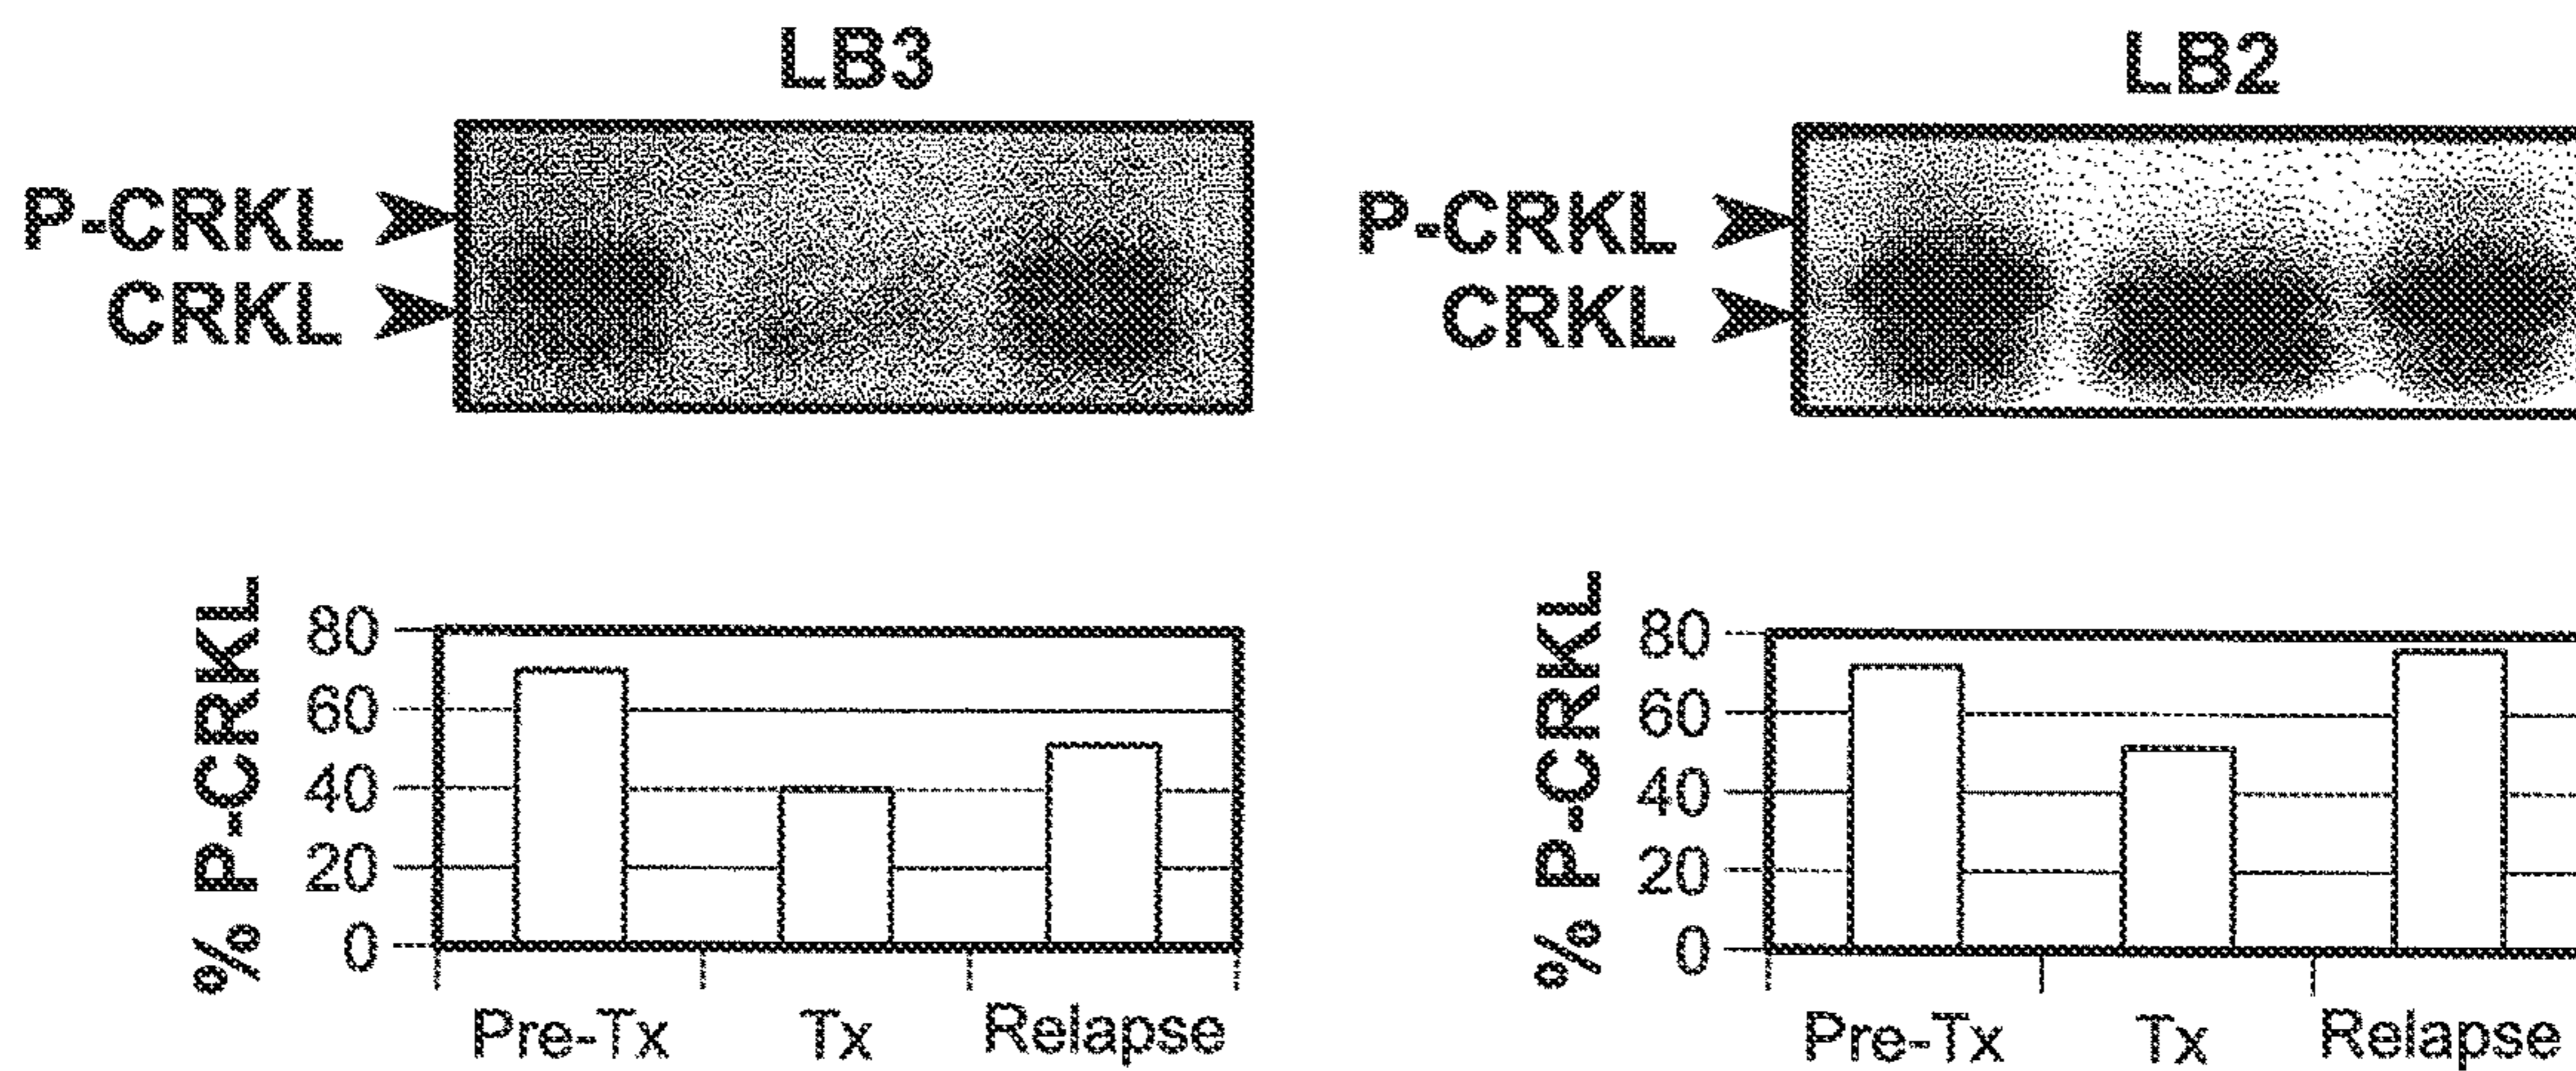 LB3
P-CRKL
CRKL
% P-CRKL
80
60
40
20
0
Pre-Tx Tx Relapse
LB2
P-CRKL
CRKL
% P-CRKL
80
60
40
20
0
Pre-Tx Tx Relapse